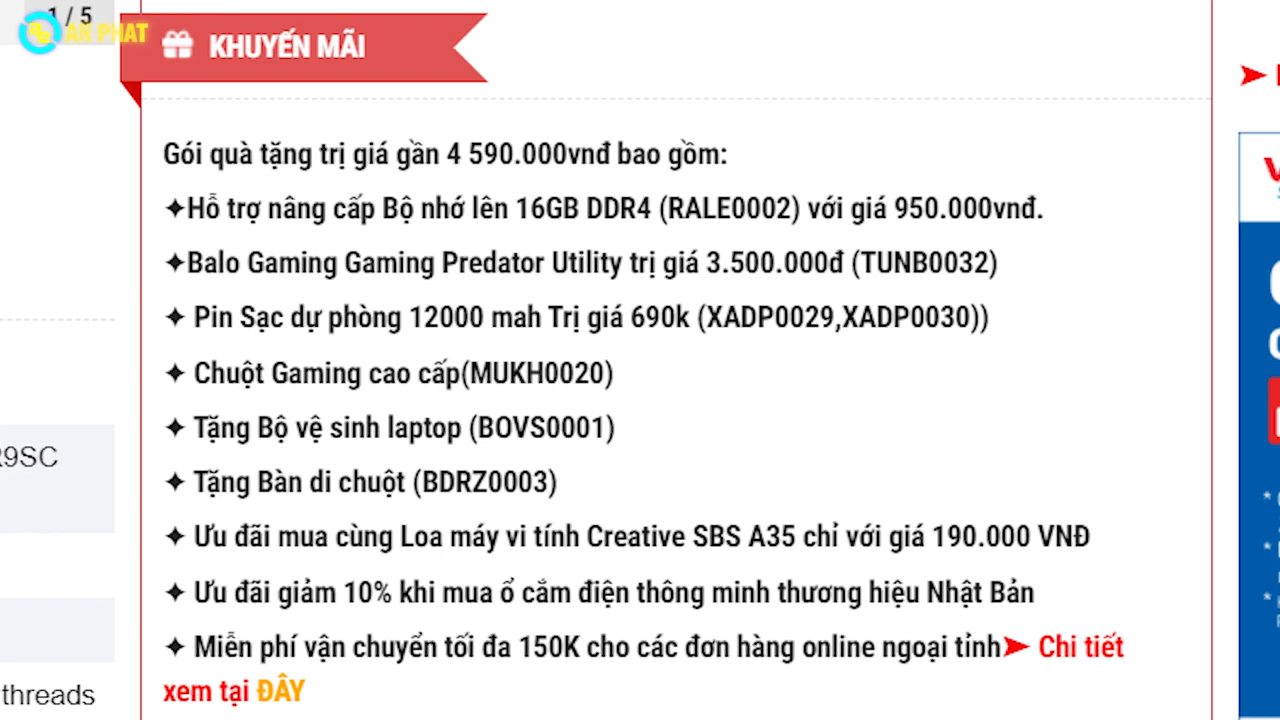 1 / 5
AN PHAT
KHUYẾN MÃI
Gói quà tặng trị giá gần 4 590.000vnđ bao gồm:
✦Hỗ trợ nâng cấp Bộ nhớ lên 16GB DDR4 (RALE0002) với giá 950.000vnđ.
✦Balo Gaming Gaming Predator Utility trị giá 3.500.000đ (TUNB0032)
✦ Pin Sạc dự phòng 12000 mah Trị giá 690k (XADP0029,XADP0030))
✦ Chuột Gaming cao cấp(MUKH0020)
✦ Tặng Bộ vệ sinh laptop (BOVS0001)
✦ Tặng Bàn di chuột (BDRZ0003)
✦ Ưu đãi mua cùng Loa máy vi tính Creative SBS A35 chỉ với giá 190.000 VNĐ
✦ Ưu đãi giảm 10% khi mua ổ cắm điện thông minh thương hiệu Nhật Bản
✦ Miễn phí vận chuyển tối đa 150K cho các đơn hàng online ngoại tỉnh➤ Chi tiết
xem tại ĐÂY
R9SC
threads